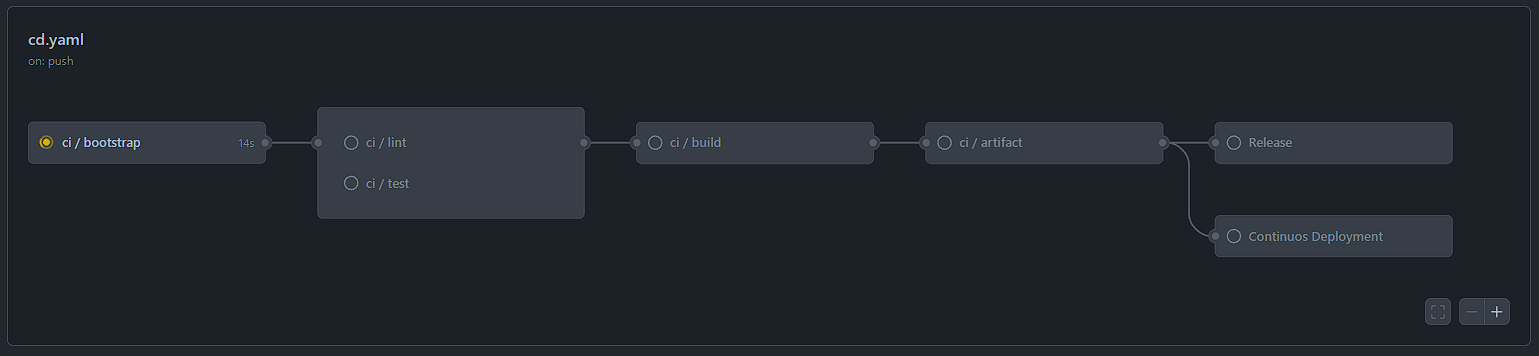 cd.yaml
on: push
ci / bootstrap 14s
ci / lint
ci / test
ci / build
ci / artifact
Release
Continuos Deployment